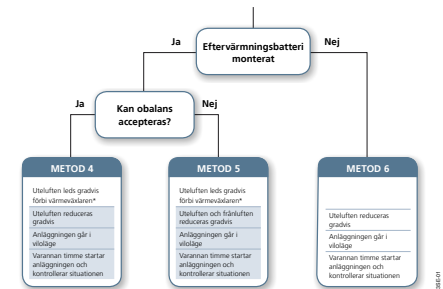 Ja
Eftervärmningsbatteri
monterat
Nej
Ja
Kan obalans
accepteras?
Nej
METOD 4
Uteluften leds gradvis
förbi värmeväxlaren*
Uteluften reduceras
gradvis
Anläggningen går i
viloläge
Varannan timme startar
anläggningen och
kontrollerar situationen
METOD 5
Uteluften leds gradvis
förbi värmeväxlaren*
Uteluften och frånluften
reduceras gradvis
Anläggningen går i
viloläge
Varannan timme startar
anläggningen och
kontrollerar situationen
METOD 6
Uteluften reduceras
gradvis
Anläggningen går i
viloläge
Varannan timme startar
anläggningen och
kontrollerar situationen